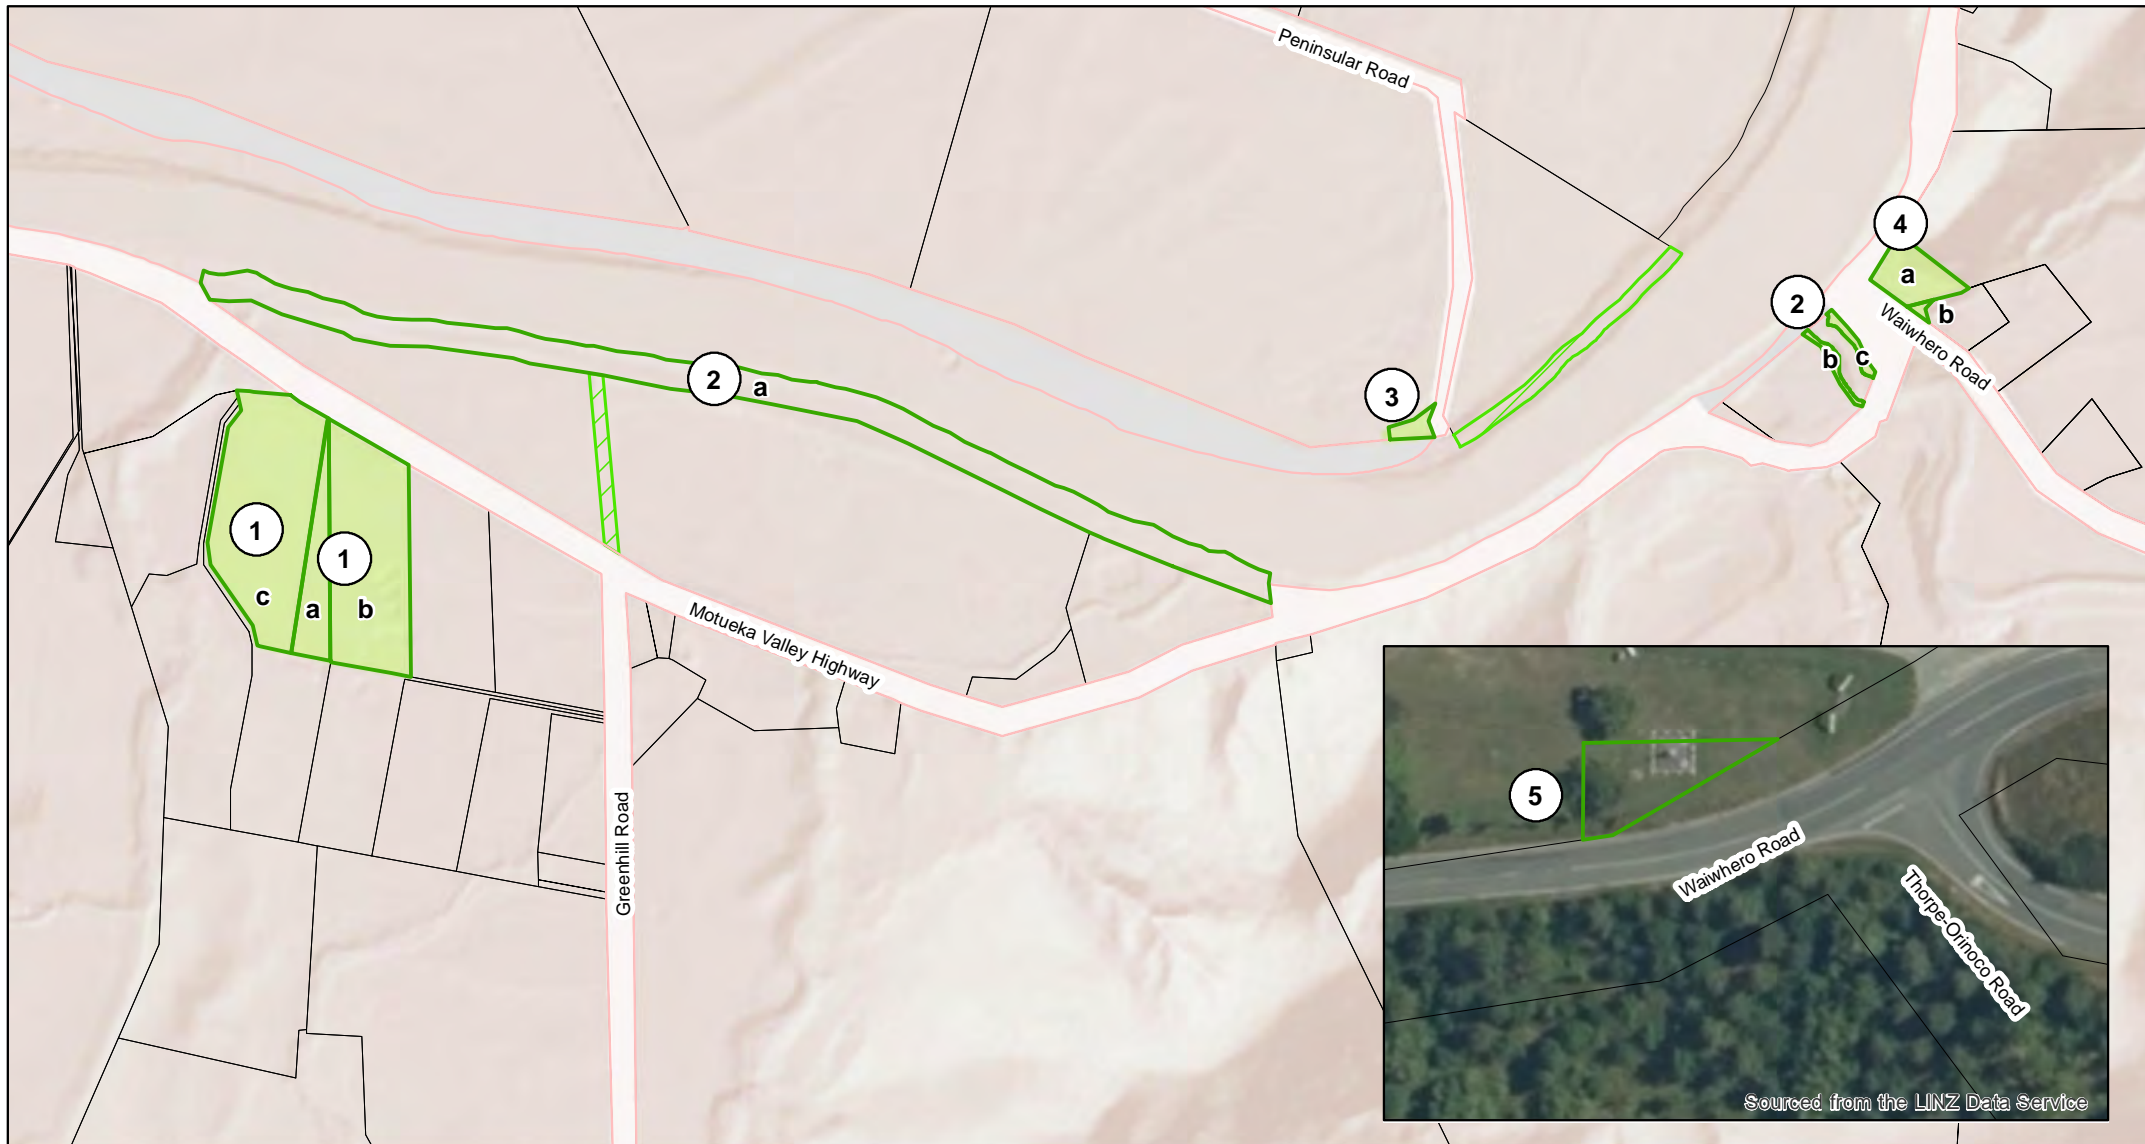 Peninsular Road
4
a
2
b
Waiwhero Road
b
c
2
a
3
1
1
c
a
b
Motueka Valley Highway
Greenhill Road
5
Waiwhero Road
Thorpe-Orinoco Road
Sourced from the LINZ Data Service